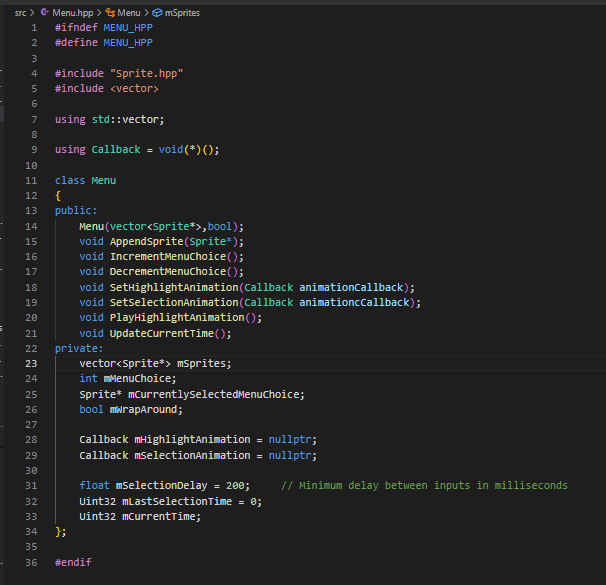 src > Menu.hpp > Menu > mSprites
1 #ifndef MENU_HPP
2 #define MENU_HPP
3
4 #include "Sprite.hpp"
5 #include <vector>
6
7 using std::vector;
8
9 using Callback = void(*)();
10
11 class Menu
12 {
13 public:
14     Menu(vector<Sprite*>,bool);
15     void AppendSprite(Sprite*);
16     void IncrementMenuChoice();
17     void DecrementMenuChoice();
18     void SetHighlightAnimation(Callback animationCallback);
19     void SetSelectionAnimation(Callback animationcCallback);
20     void PlayHighlightAnimation();
21     void UpdateCurrentTime();
22 private:
23     vector<Sprite*> mSprites;
24     int mMenuChoice;
25     Sprite* mCurrentlySelectedMenuChoice;
26     bool mWrapAround;
27
28     Callback mHighlightAnimation = nullptr;
29     Callback mSelectionAnimation = nullptr;
30
31     float mSelectionDelay = 200;     // Minimum delay between inputs in milliseconds
32     Uint32 mLastSelectionTime = 0;
33     Uint32 mCurrentTime;
34 };
35
36 #endif